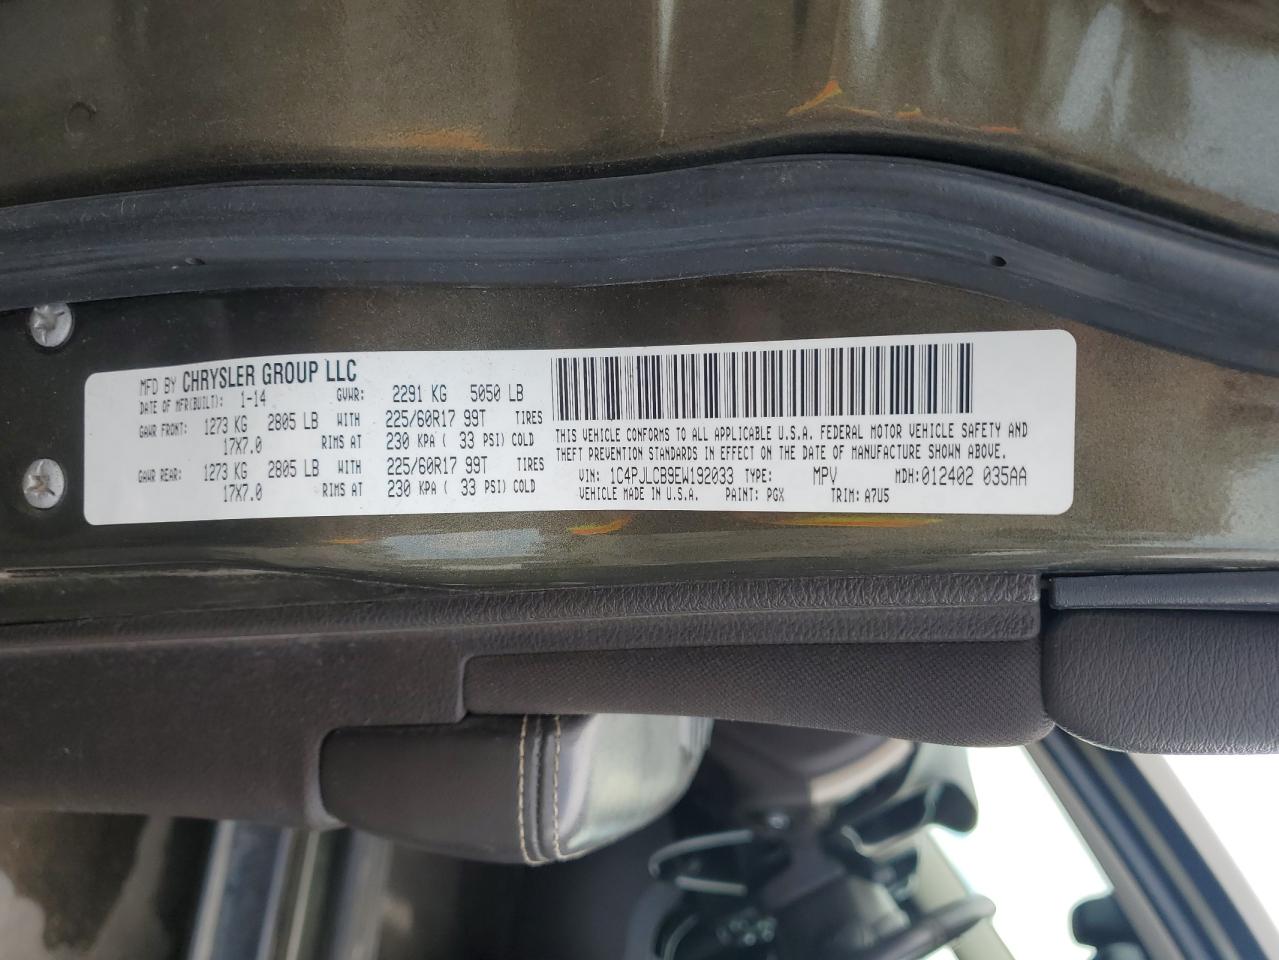 MFD BY CHRYSLER GROUP LLC
DATE OF MFR(BUILT): 1-14 GVWR: 2291 KG 5050 LB
GAWR FRONT: 1273 KG 2805 LB WITH 225/60R17 99T TIRES
17X7.0 RIMS AT 230 KPA ( 33 PSI) COLD
GAWR REAR: 1273 KG 2805 LB WITH 225/60R17 99T TIRES
17X7.0 RIMS AT 230 KPA ( 33 PSI) COLD
THIS VEHICLE CONFORMS TO ALL APPLICABLE U.S.A. FEDERAL MOTOR VEHICLE SAFETY AND
THEFT PREVENTION STANDARDS IN EFFECT ON THE DATE OF MANUFACTURE SHOWN ABOVE.
VIN: 1C4PJLCB9EW192033 TYPE: MPV MDH: 012402 035AA
VEHICLE MADE IN U.S.A. PAINT: PGX TRIM: A7U5